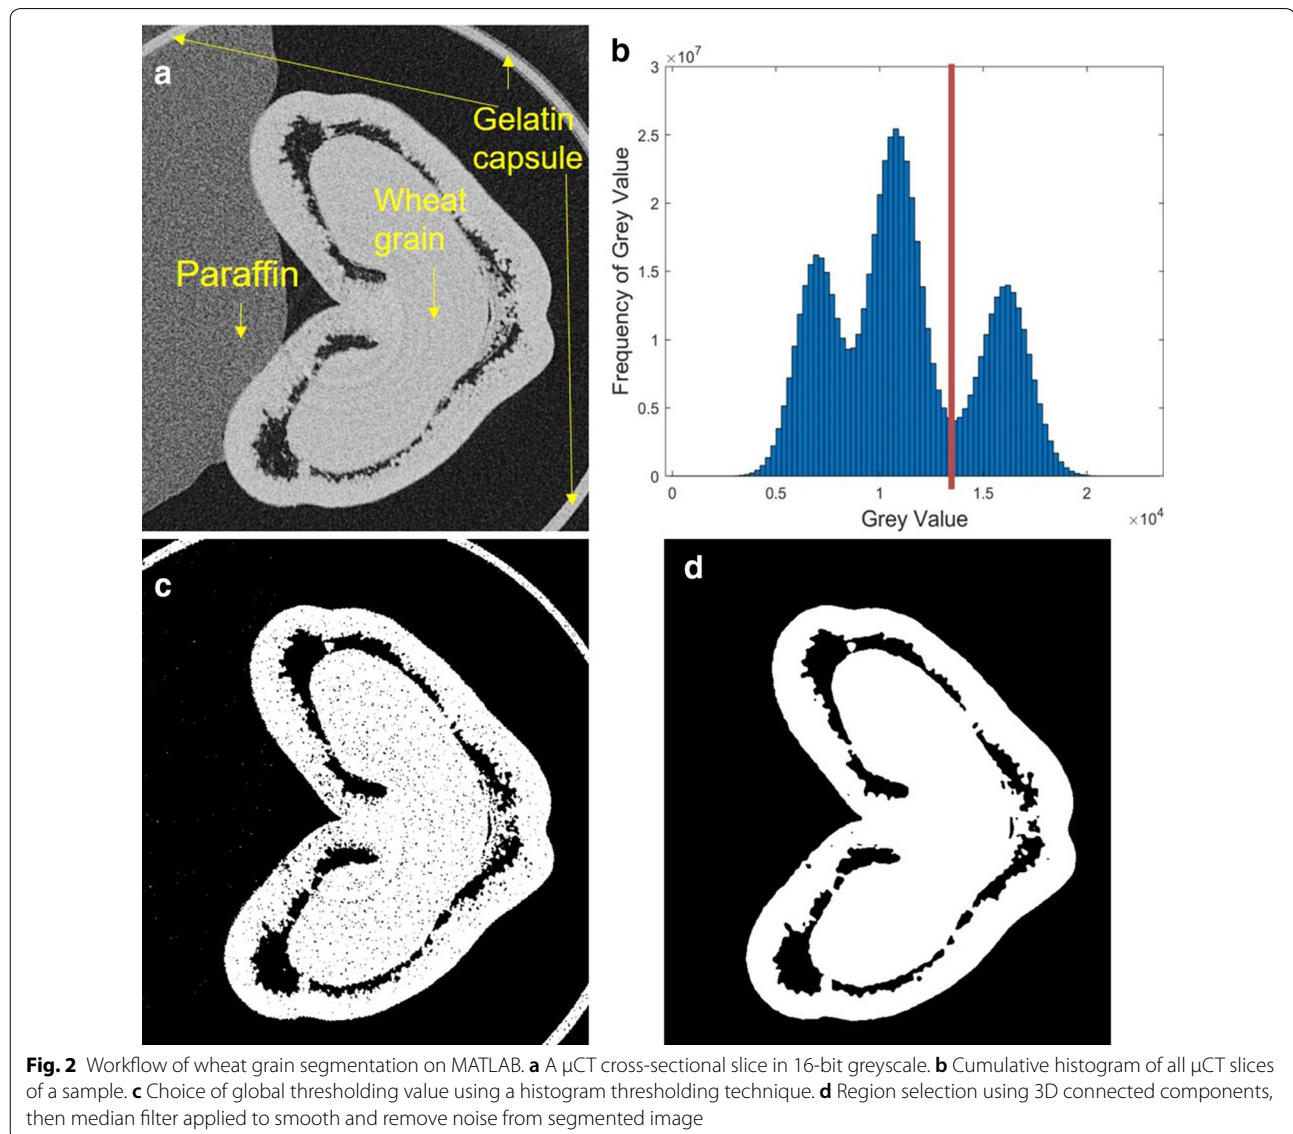 a
Gelatin
capsule
Wheat
grain
Paraffin
b
×10⁷
3
2.5
2
1.5
1
0.5
0
Frequency of Grey Value
0 0.5 1 1.5 2
Grey Value
×10⁴
c
d
Fig. 2 Workflow of wheat grain segmentation on MATLAB. a A µCT cross-sectional slice in 16-bit greyscale. b Cumulative histogram of all µCT slices
of a sample. c Choice of global thresholding value using a histogram thresholding technique. d Region selection using 3D connected components,
then median filter applied to smooth and remove noise from segmented image